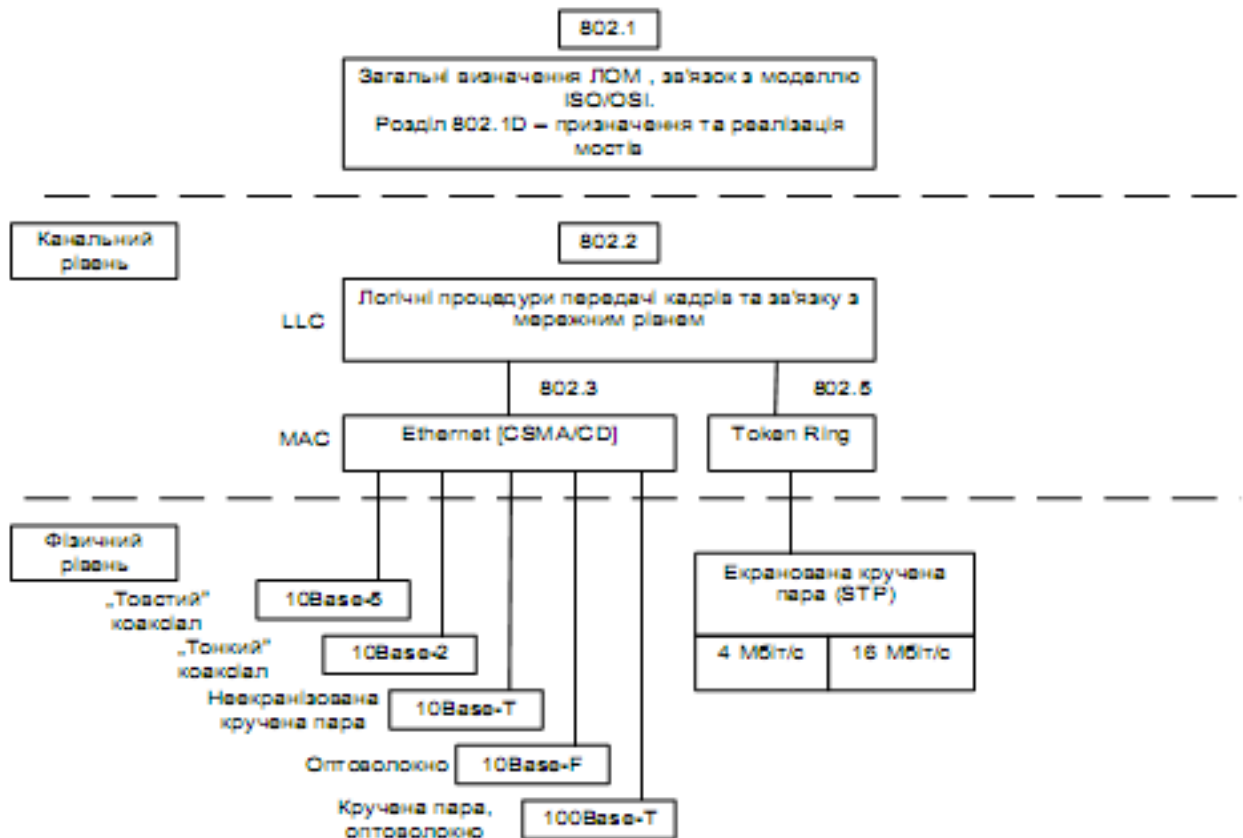 802.1
Загальні визначення ЛОМ , зв'язок з моделлю
ISO/OSI.
Розділ 802.1D – призначення та реалізація
мостів
Канальний
рівень
802.2
LLC
Логічні процедури передачі кадрів та зв'язку з
мережним рівнем
802.3
802.5
MAC
Ethernet [CSMA/CD]
Token Ring
Фізичний
рівень
„Товстий”
коаксіал
10Base-5
Екранована кручена
пара (STP)
4 Мбіт/с
16 Мбіт/с
„Тонкий”
коаксіал
10Base-2
Неекранізована
кручена пара
10Base-T
Оптоволокно
10Base-F
Кручена пара,
оптоволокно
100Base-T